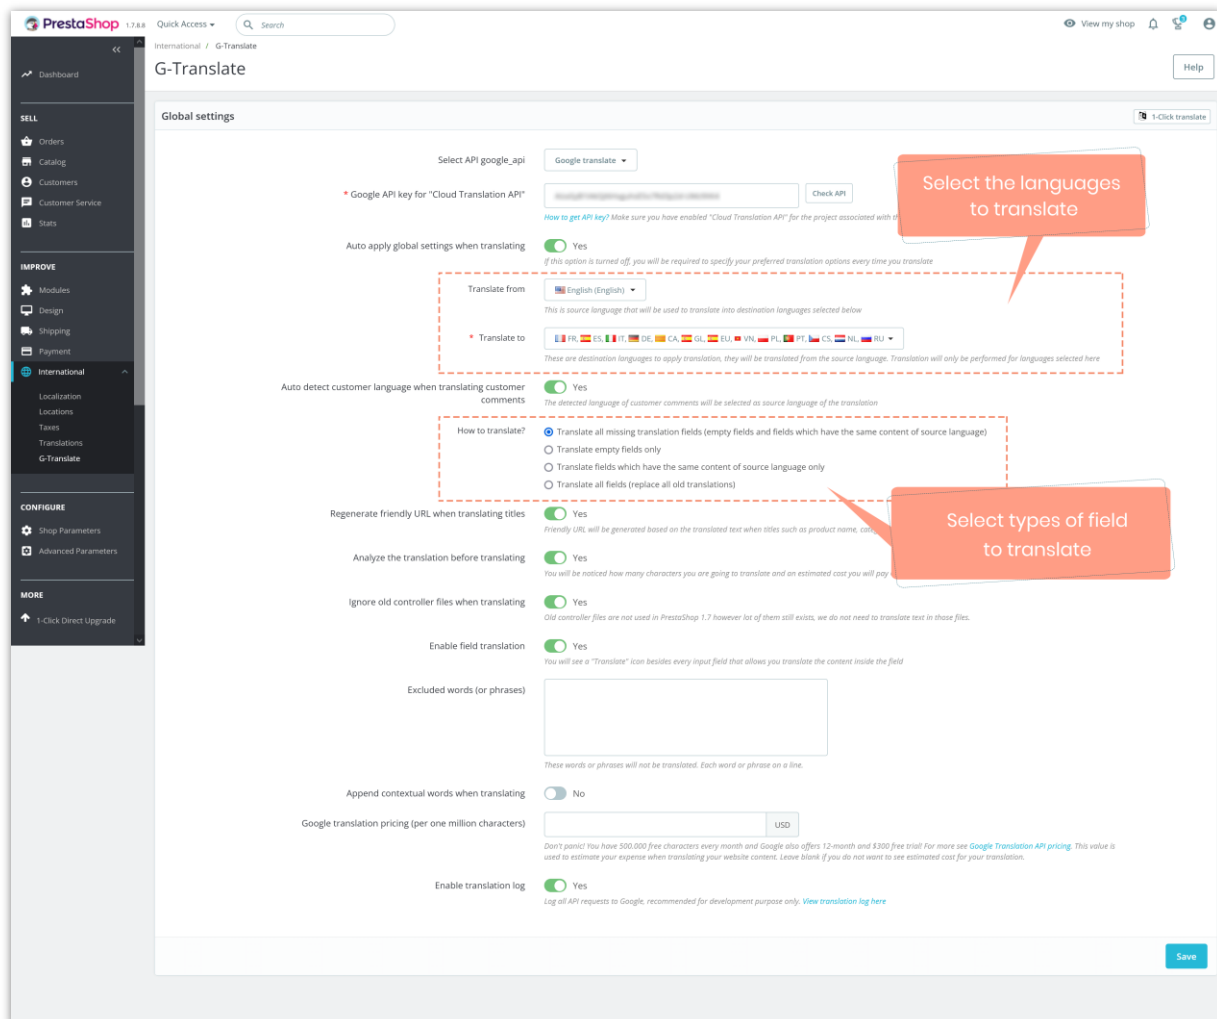 PrestaShop 1.7.8.8 Quick Access Search View my shop
International / G-Translate
G-Translate
Help
Dashboard
SELL
Orders
Catalog
Customers
Customer Service
Stats
IMPROVE
Modules
Design
Shipping
Payment
International
Localization
Locations
Taxes
Translations
G-Translate
CONFIGURE
Shop Parameters
Advanced Parameters
MORE
1-Click Direct Upgrade
Global settings
1-Click translate
Select API google_api Google translate
* Google API key for "Cloud Translation API" Check API
How to get API key? Make sure you have enabled "Cloud Translation API" for the project associated with
Select the languages
to translate
Auto apply global settings when translating Yes
If this option is turned off, you will be required to specify your preferred translation options every time you translate
Translate from English (English)
This is source language that will be used to translate into destination languages selected below
* Translate to FR, ES, IT, DE, CA, GL, EU, VN, PL, PT, CS, NL, RU
These are destination languages to apply translation, they will be translated from the source language. Translation will only be performed for languages selected here
Auto detect customer language when translating customer
comments Yes
The detected language of customer comments will be selected as source language of the translation
How to translate? Translate all missing translation fields (empty fields and fields which have the same content of source language)
Translate empty fields only
Translate fields which have the same content of source language only
Translate all fields (replace all old translations)
Select types of field
to translate
Regenerate friendly URL when translating titles Yes
Friendly URL will be generated based on the translated text when titles such as product name,
Analyze the translation before translating Yes
You will be noticed how many characters you are going to translate and an estimated cost you will pay
Ignore old controller files when translating Yes
Old controller files are not used in PrestaShop 1.7 however lot of them still exists, we do not need to translate text in those files.
Enable field translation Yes
You will see a "Translate" icon besides every input field that allows you translate the content inside the field
Excluded words (or phrases)
These words or phrases will not be translated. Each word or phrase on a line.
Append contextual words when translating No
Google translation pricing (per one million characters) USD
Don't panic! You have 500.000 free characters every month and Google also offers 12-month and $300 free trial! For more see Google Translation API pricing. This value is
used to estimate your expense when translating your website content. Leave blank if you do not want to see estimated cost for your translation.
Enable translation log Yes
Log all API requests to Google, recommended for development purpose only. View translation log here
Save